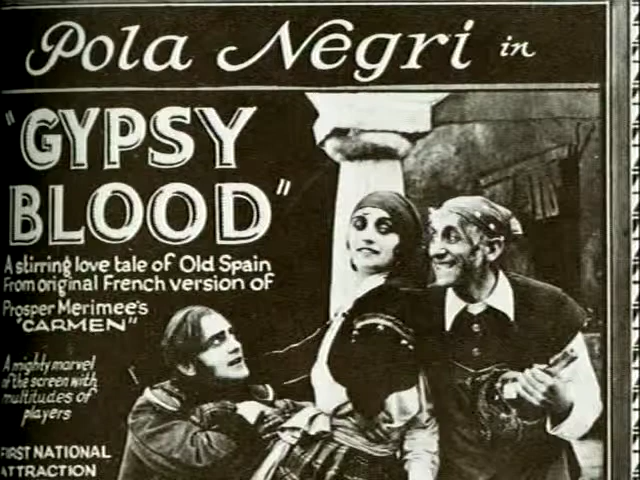 Pola Negri in
"GYPSY
BLOOD"
A stirring love tale of Old Spain
From original French version of
Prosper Merimee's
"CARMEN"
A mighty marvel
of the screen with
multitudes of
players
FIRST NATIONAL
ATTRACTION